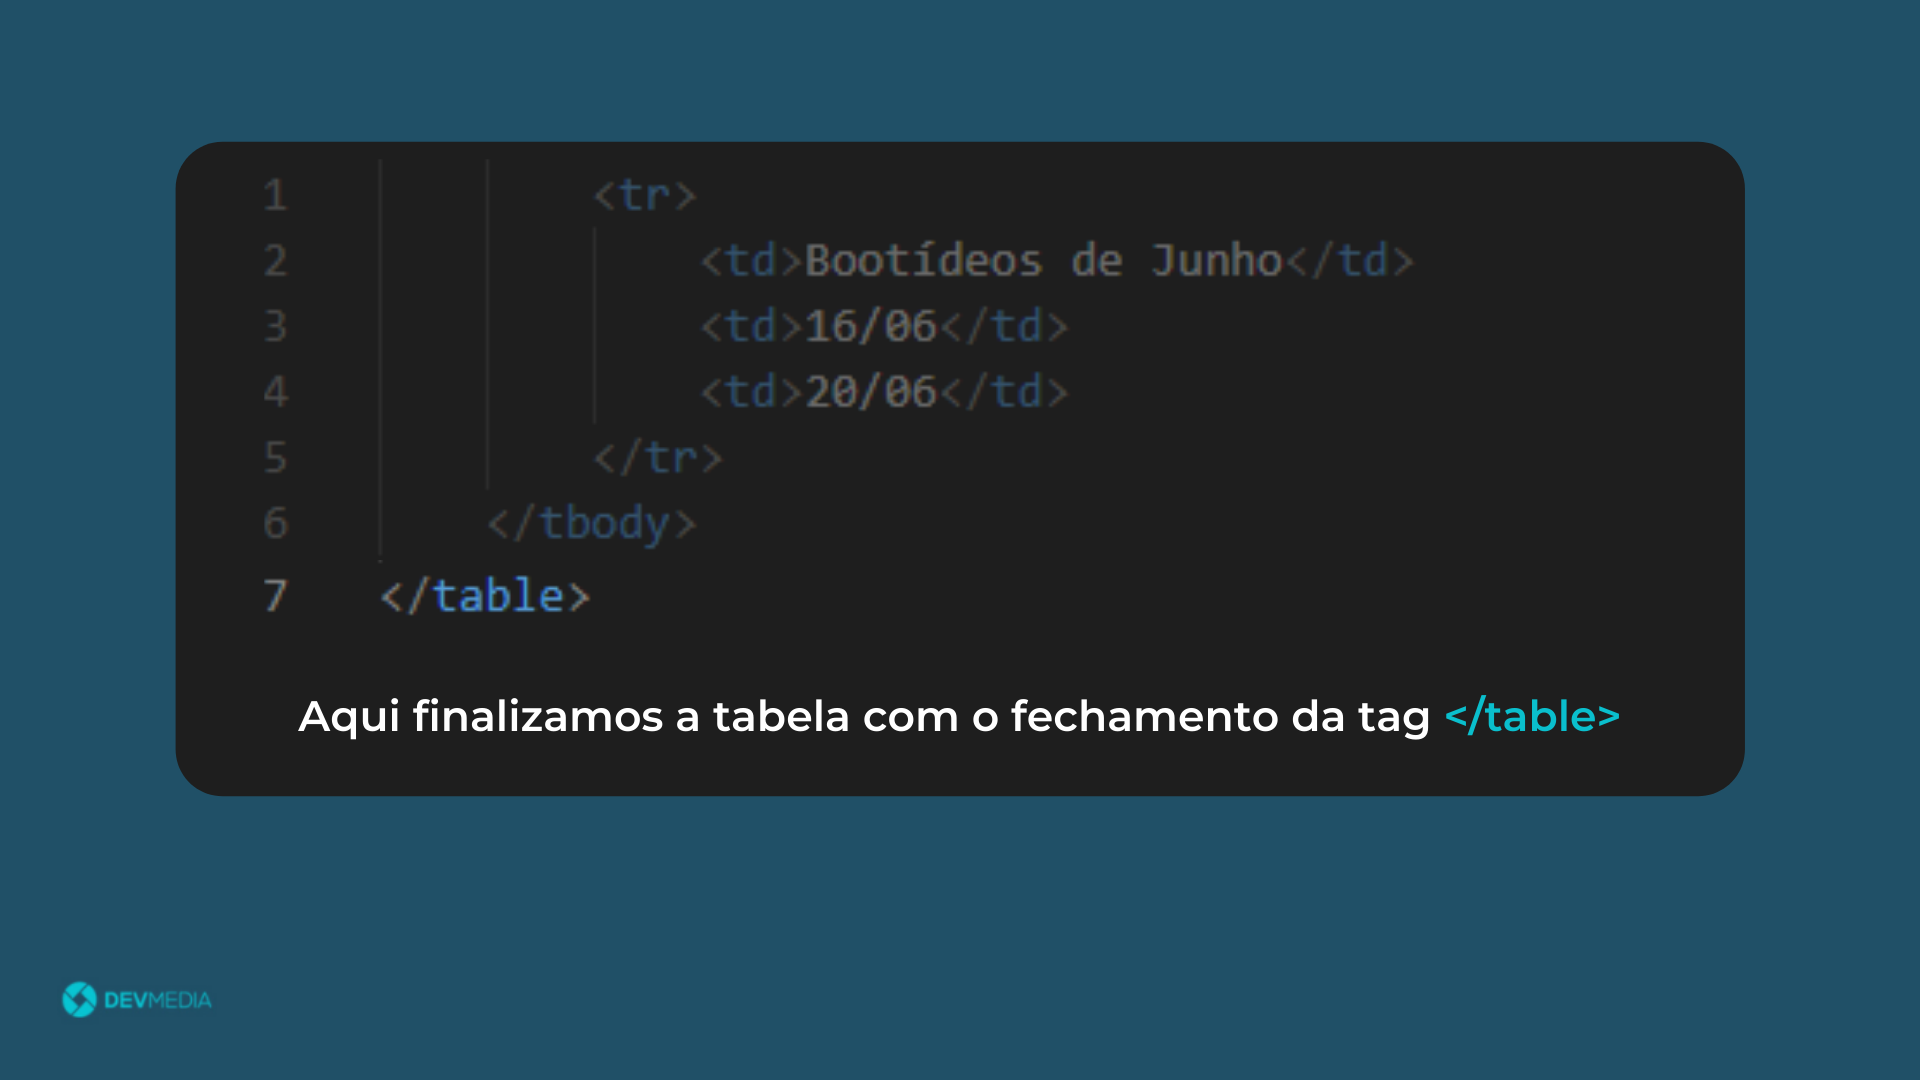 1 <tr>
2 <td>Bootídeos de Junho</td>
3 <td>16/06</td>
4 <td>20/06</td>
5 </tr>
6 </tbody>
7 </table>
Aqui finalizamos a tabela com o fechamento da tag </table>
DEVMEDIA